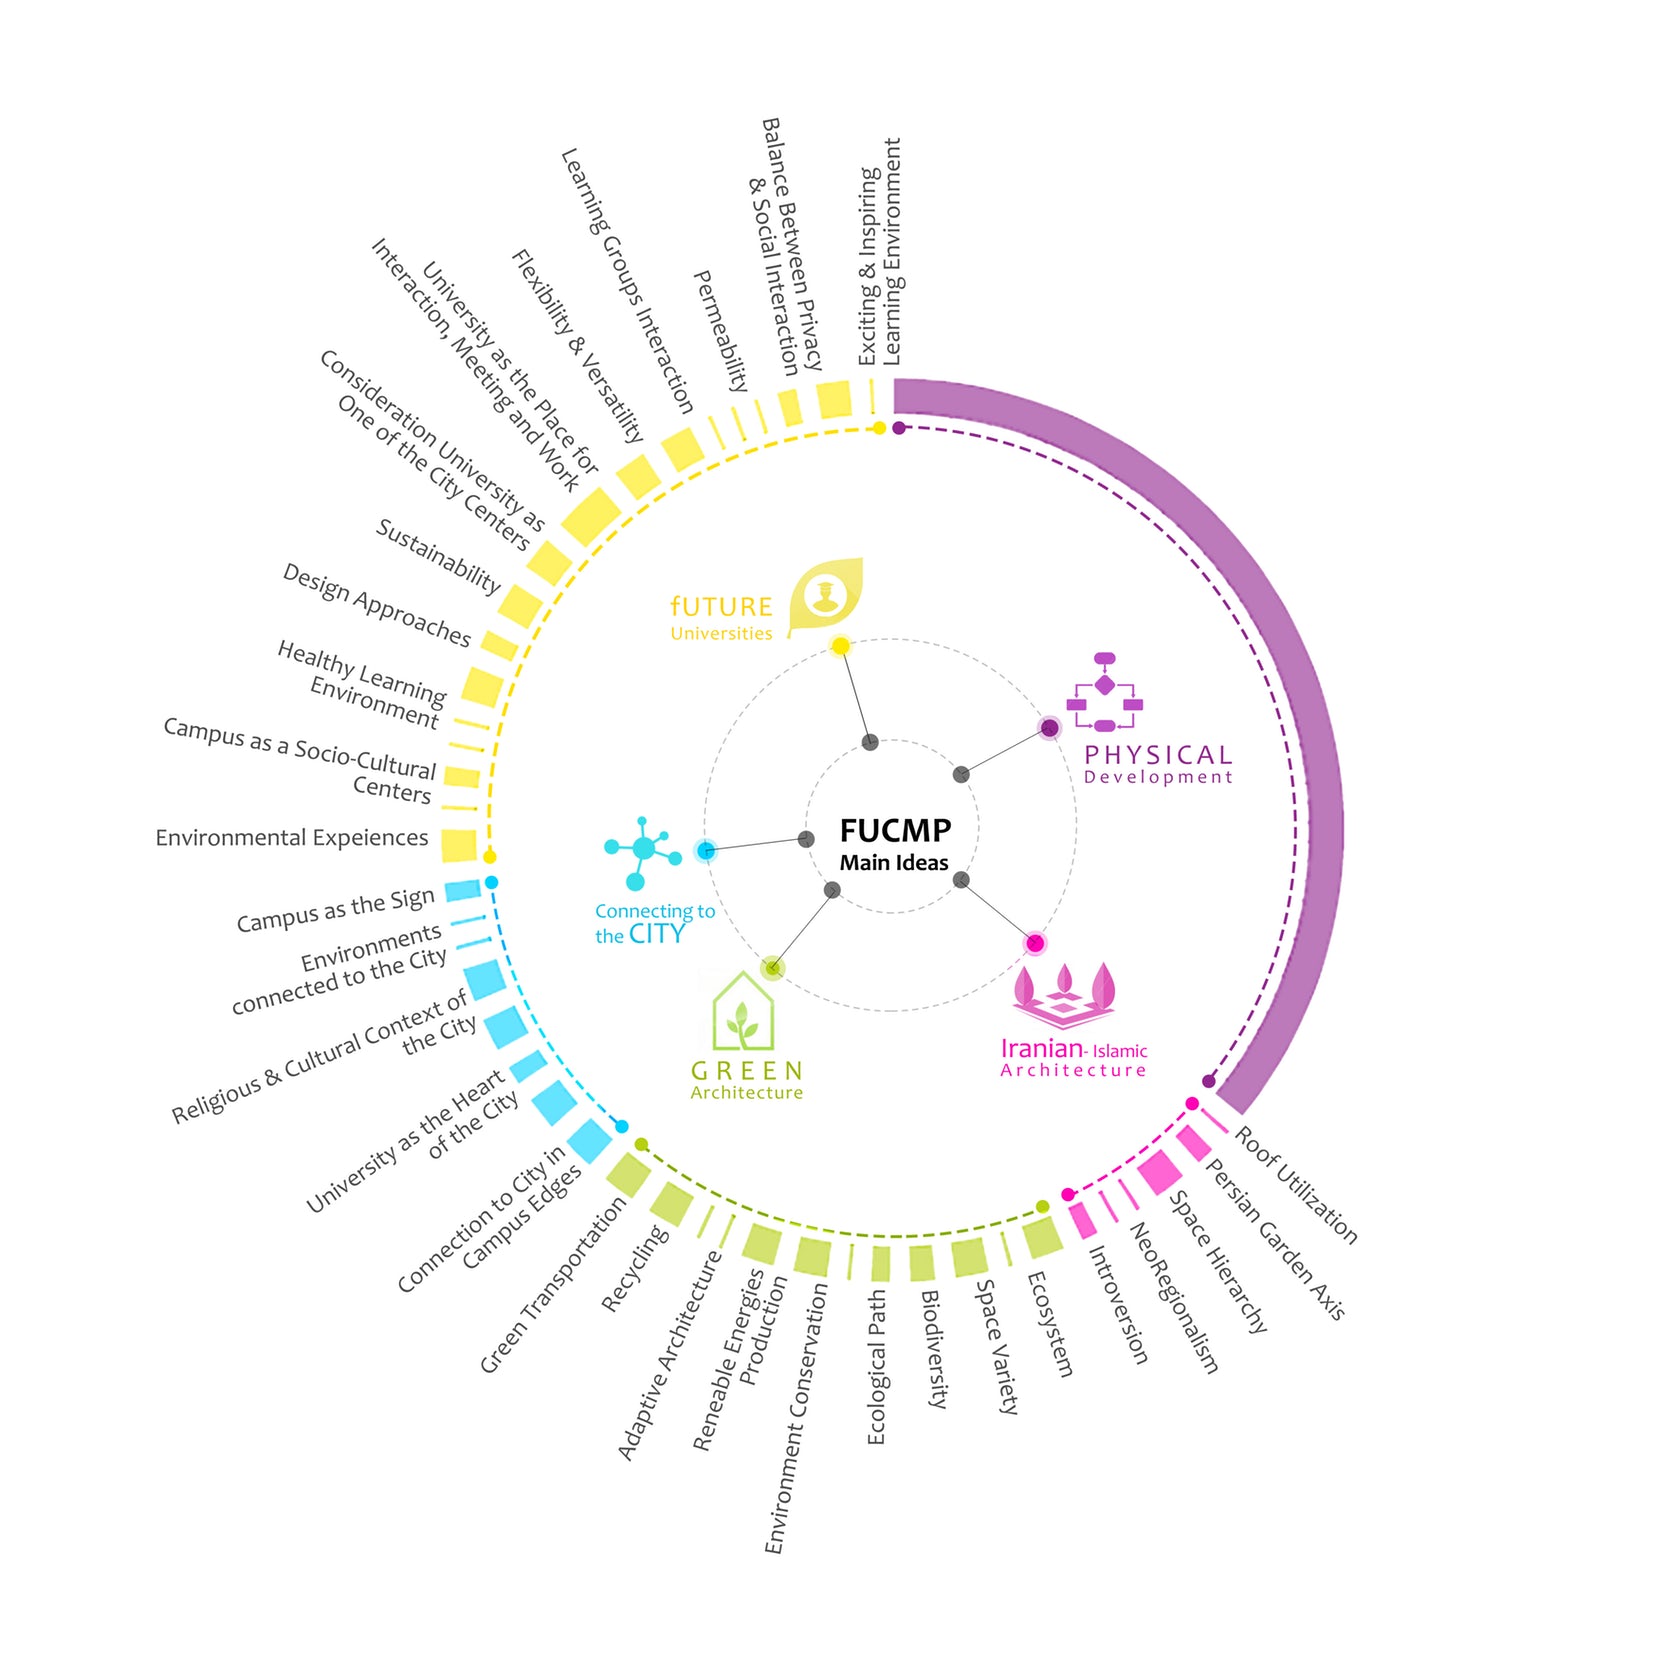 FUCMP
Main Ideas
fUTURE
Universities
PHYSICAL
Development
Iranian- Islamic
Architecture
GREEN
Architecture
Connecting to
the CITY
Exciting & Inspiring
Learning Environment
Balance Between Privacy
& Social Interaction
Permeability
Learning Groups Interaction
Flexibility & Versatility
University as the Place for
Interaction, Meeting and Work
Consideration University as
One of the City Centers
Sustainability
Design Approaches
Healthy Learning
Environment
Campus as a Socio-Cultural
Centers
Environmental Expeiences
Campus as the Sign
Environments
connected to the City
Religious & Cultural Context of
the City
University as the Heart
of the City
Connection to City in
Campus Edges
Green Transportation
Recycling
Adaptive Architecture
Reneable Energies
Production
Environment Conservation
Ecological Path
Biodiversity
Space Variety
Ecosystem
Introversion
NeoRegionalism
Space Hierarchy
Persian Garden Axis
Roof Utilization